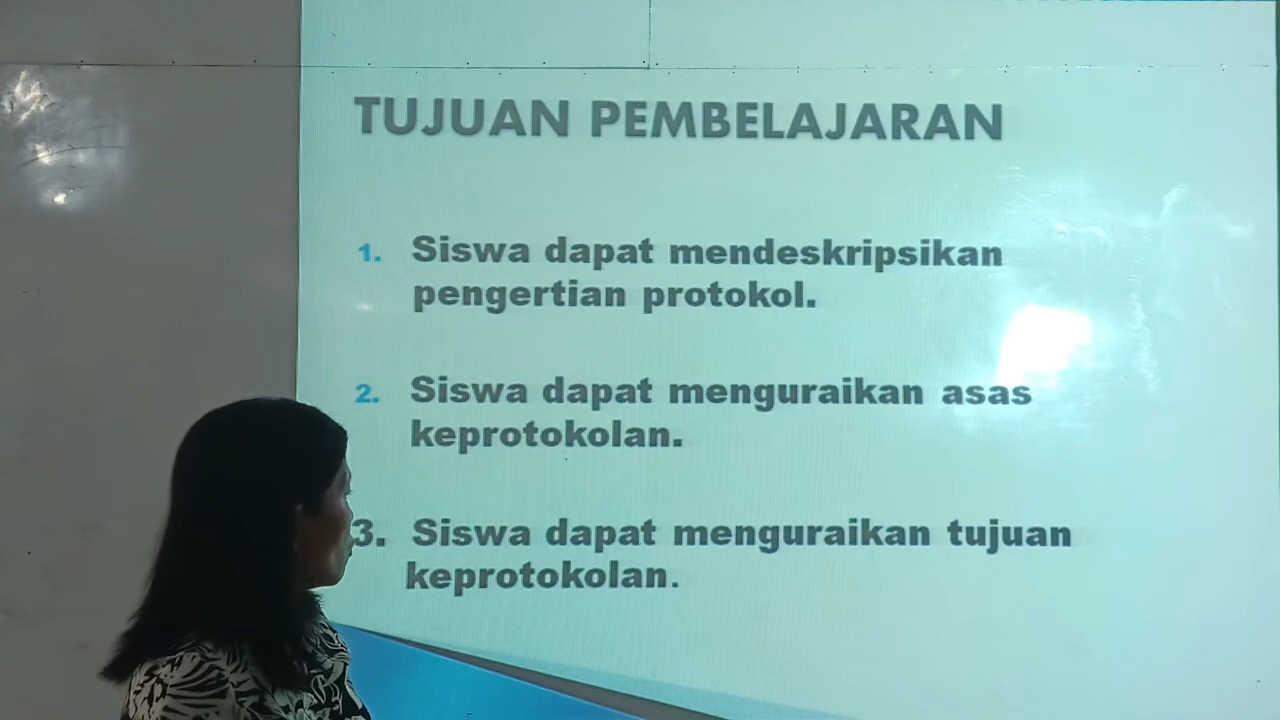 TUJUAN PEMBELAJARAN
1. Siswa dapat mendeskripsikan
pengertian protokol.
2. Siswa dapat menguraikan asas
keprotokolan.
3. Siswa dapat menguraikan tujuan
keprotokolan.